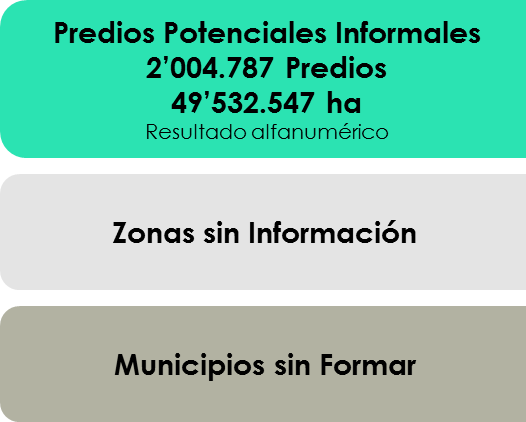 Predios Potenciales Informales
2’004.787 Predios
49’532.547 ha
Resultado alfanumérico
Zonas sin Información
Municipios sin Formar